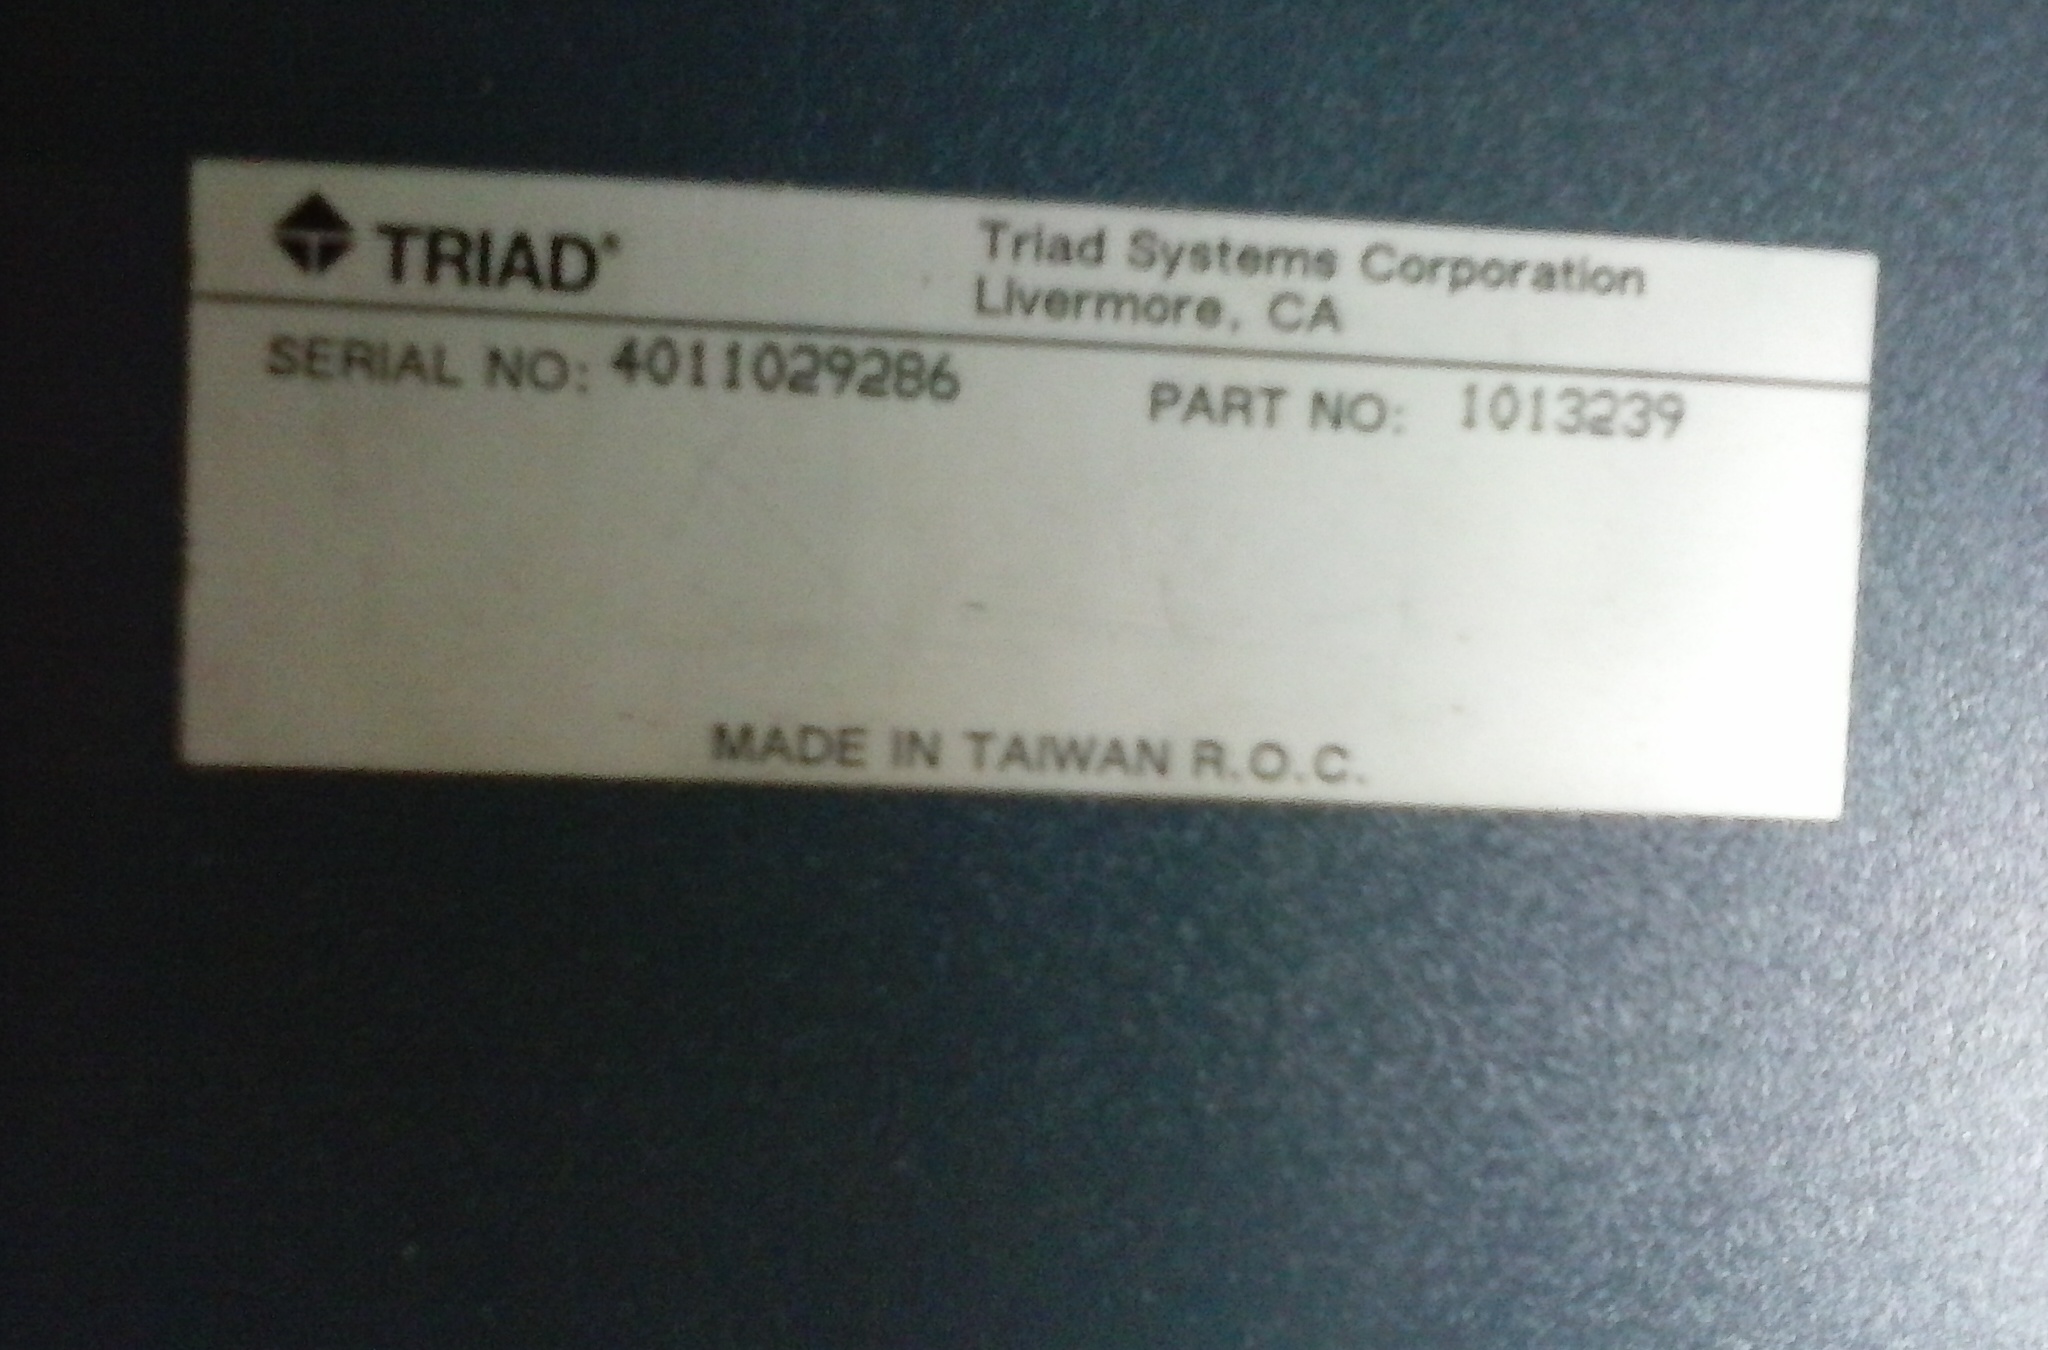 TRIAD®
Triad Systems Corporation
Livermore, CA
SERIAL NO: 4011029286
PART NO: 1013239
MADE IN TAIWAN R.O.C.